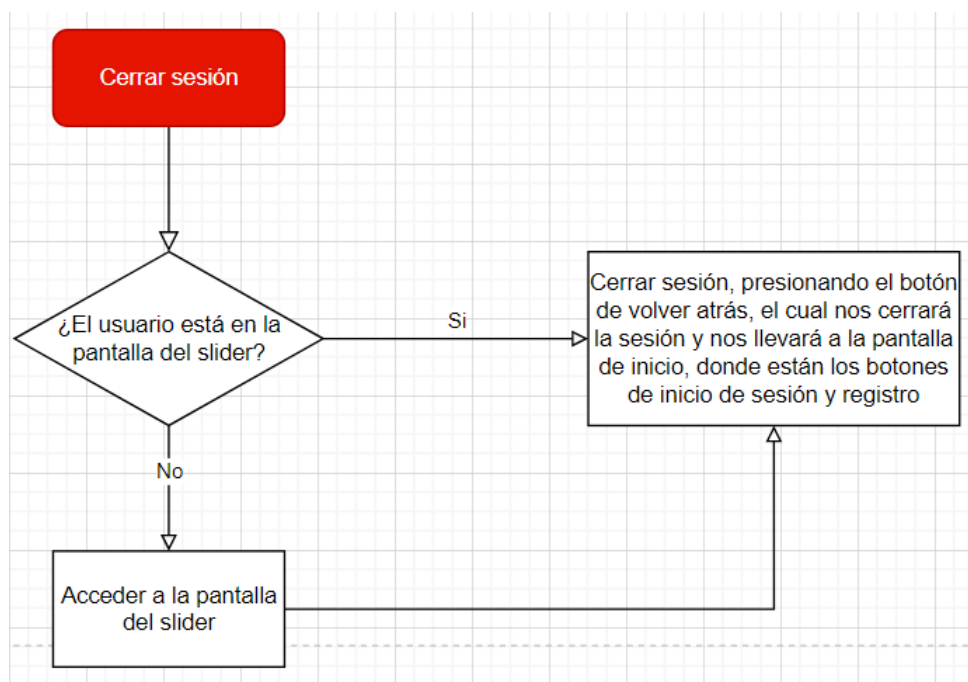 Cerrar sesión
¿El usuario está en la
pantalla del slider?
Si
Cerrar sesión, presionando el botón
de volver atrás, el cual nos cerrará
la sesión y nos llevará a la pantalla
de inicio, donde están los botones
de inicio de sesión y registro
No
Acceder a la pantalla
del slider